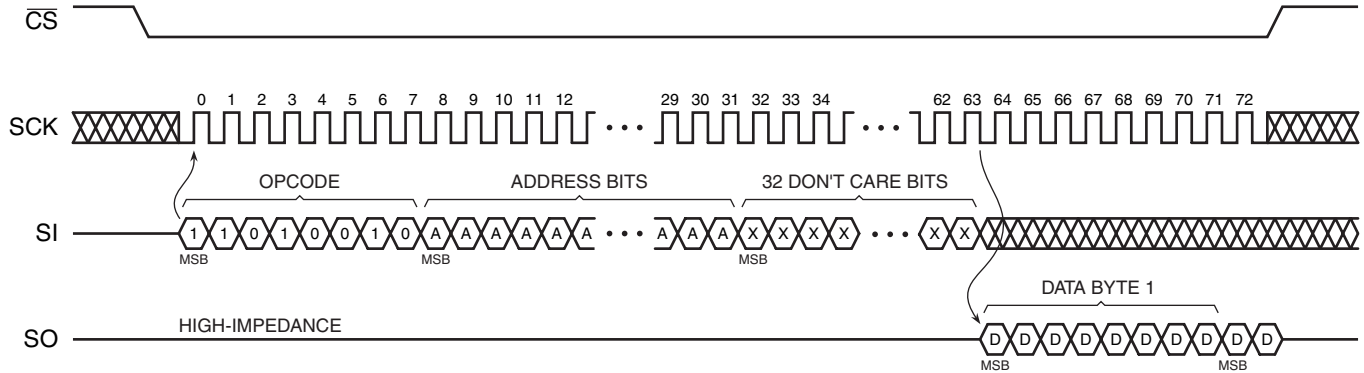 CS
0 1 2 3 4 5 6 7 8 9 10 11 12 29 30 31 32 33 34 62 63 64 65 66 67 68 69 70 71 72
SCK
OPCODE ADDRESS BITS 32 DON'T CARE BITS
SI 1 1 0 1 0 0 1 0 A A A A A A A A A X X X X X X
MSB MSB MSB
DATA BYTE 1
HIGH-IMPEDANCE
SO D D D D D D D D D D
MSB MSB